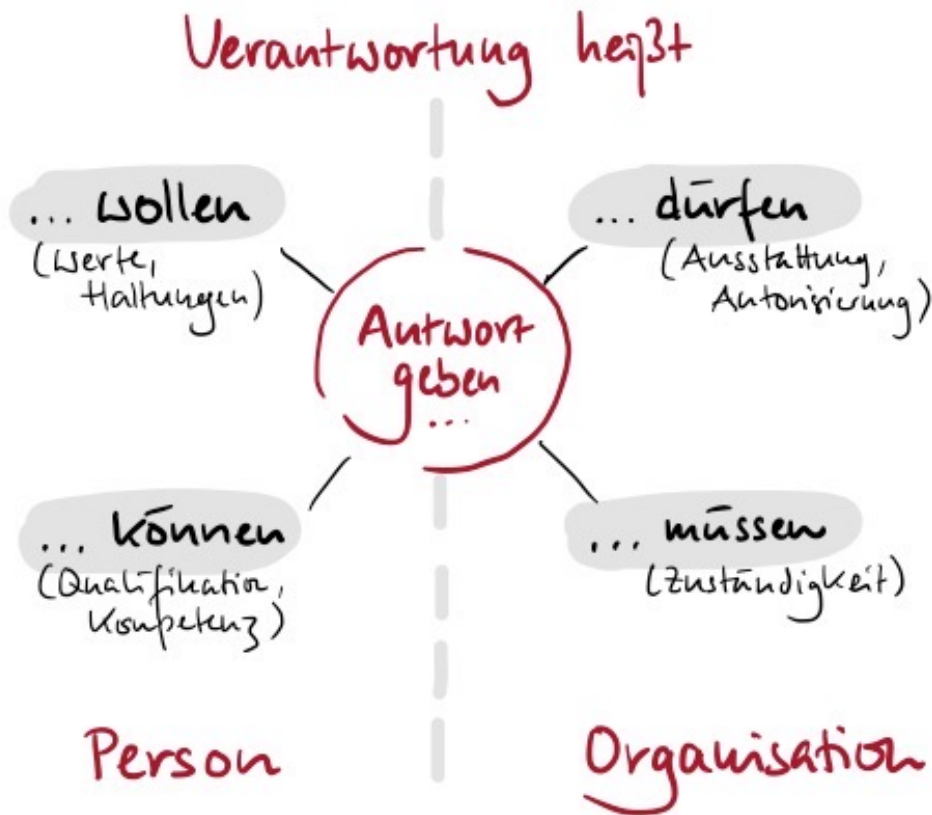 Verantwortung heißt
... wollen
(Werte,
Haltungen)
... dürfen
(Ausstattung,
Autorisierung)
Antwort
geben
...
... können
(Qualifikation,
Kompetenz)
... müssen
(Zuständigkeit)
Person
Organisation